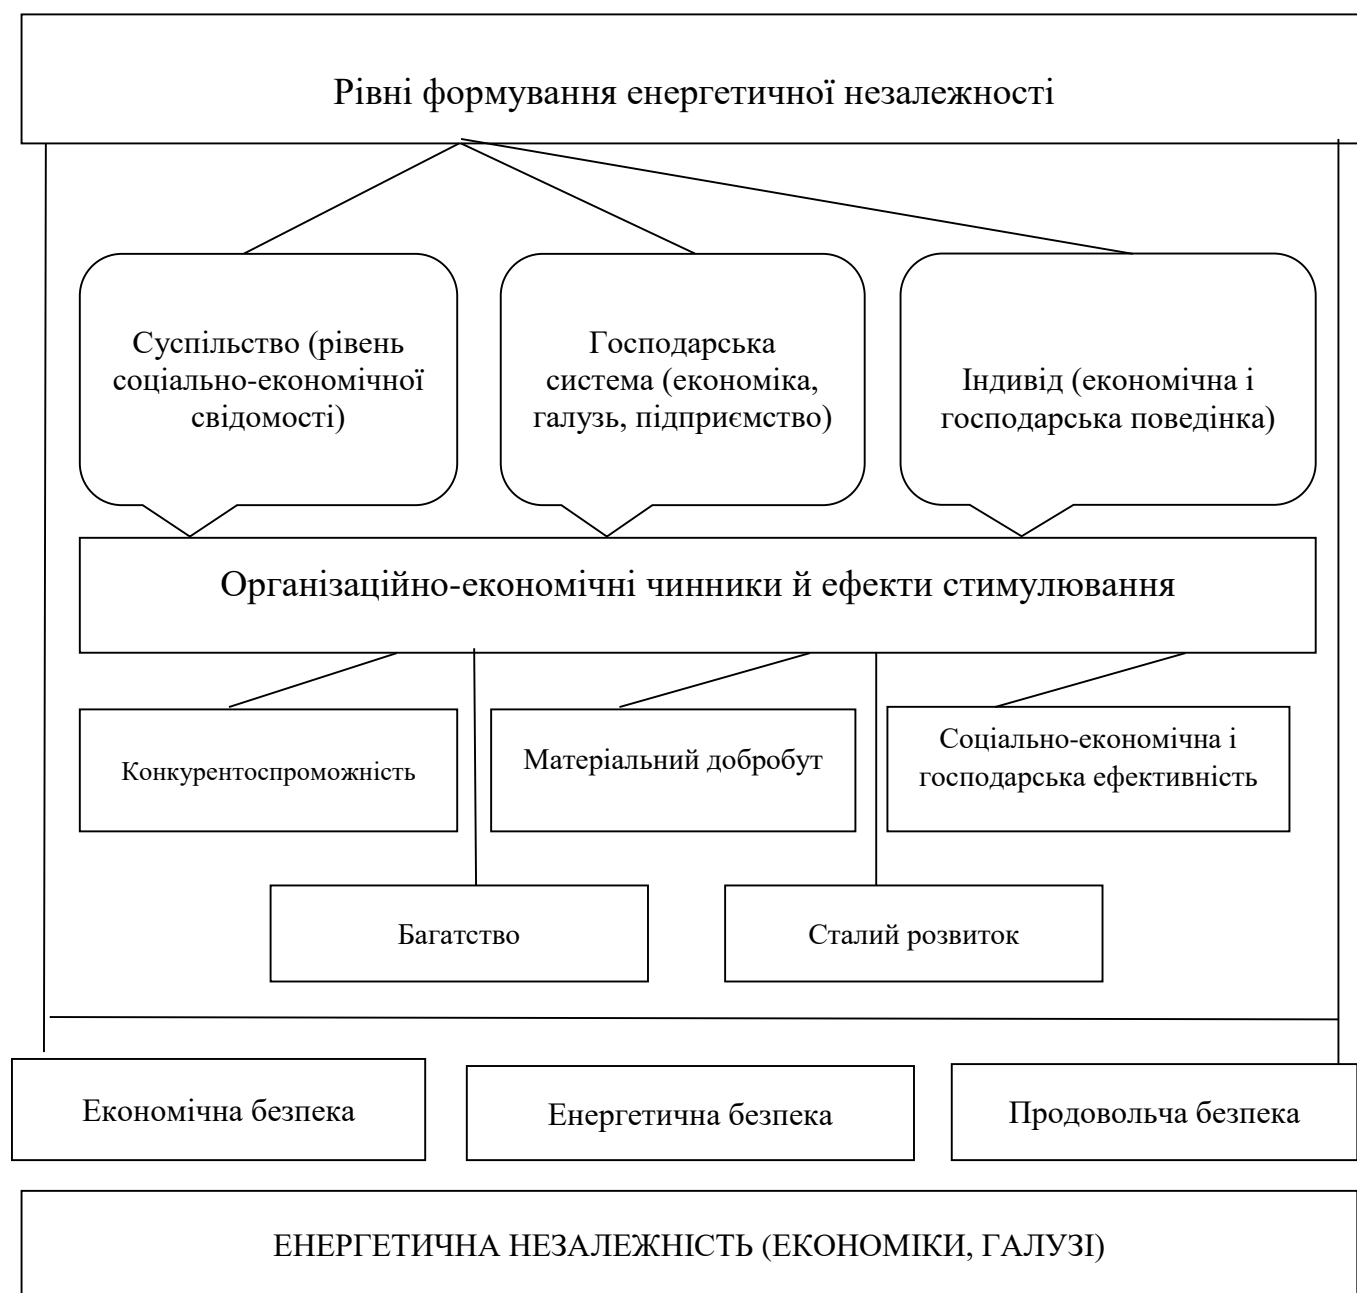 Рівні формування енергетичної незалежності
Суспільство (рівень
соціально-економічної
свідомості)
Господарська
система (економіка,
галузь, підприємство)
Індивід (економічна і
господарська поведінка)
Організаційно-економічні чинники й ефекти стимулювання
Конкурентоспроможність
Матеріальний добробут
Соціально-економічна і
господарська ефективність
Багатство
Сталий розвиток
Економічна безпека
Енергетична безпека
Продовольча безпека
ЕНЕРГЕТИЧНА НЕЗАЛЕЖНІСТЬ (ЕКОНОМІКИ, ГАЛУЗІ)